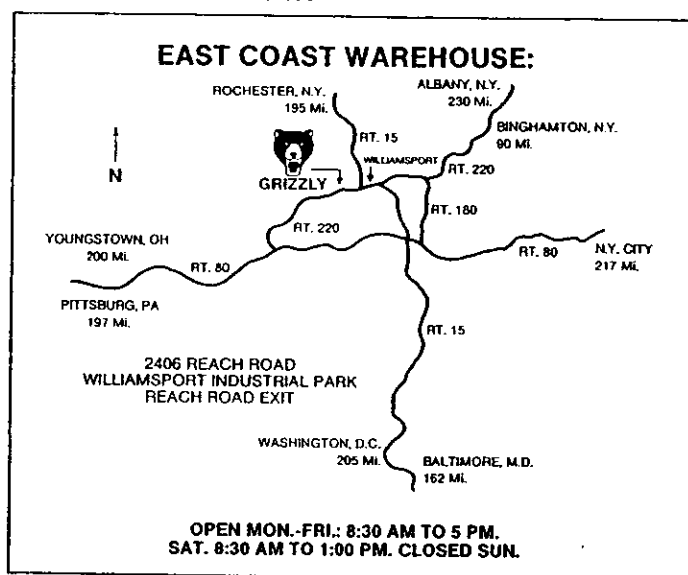 EAST COAST WAREHOUSE:
ROCHESTER, N.Y.
195 Mi.
ALBANY, N.Y.
230 Mi.
BINGHAMTON, N.Y.
90 Mi.
RT. 15
WILLIAMSPORT
RT. 220
N
GRIZZLY
RT. 180
RT. 220
YOUNGSTOWN, OH
200 Mi.
RT. 80
RT. 80
N.Y. CITY
217 Mi.
PITTSBURG, PA
197 Mi.
RT. 15
2406 REACH ROAD
WILLIAMSPORT INDUSTRIAL PARK
REACH ROAD EXIT
WASHINGTON, D.C.
205 Mi.
BALTIMORE, M.D.
162 Mi.
OPEN MON.-FRI.: 8:30 AM TO 5 PM.
SAT. 8:30 AM TO 1:00 PM. CLOSED SUN.